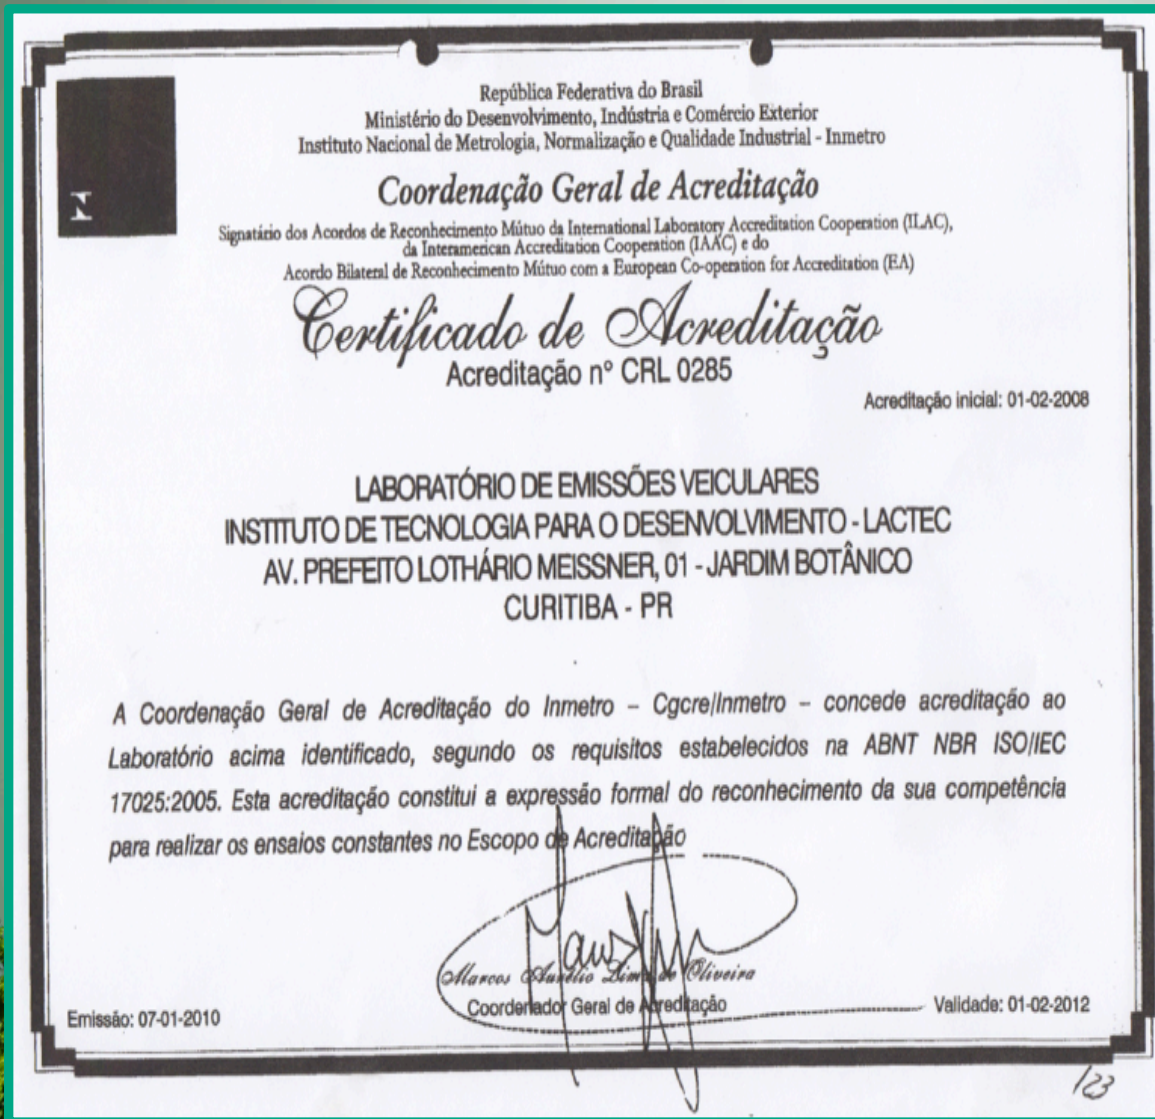 República Federativa do Brasil
Ministério do Desenvolvimento, Indústria e Comércio Exterior
Instituto Nacional de Metrologia, Normalização e Qualidade Industrial - Inmetro
Coordenação Geral de Acreditação
Signatário dos Acordos de Reconhecimento Mútuo da International Laboratory Accreditation Cooperation (ILAC),
da Interamerican Accreditation Cooperation (IAAC) e do
Acordo Bilateral de Reconhecimento Mútuo com a European Co-operation for Accreditation (EA)
Certificado de Acreditação
Acreditação nº CRL 0285
Acreditação inicial: 01-02-2008
LABORATÓRIO DE EMISSÕES VEICULARES
INSTITUTO DE TECNOLOGIA PARA O DESENVOLVIMENTO - LACTEC
AV. PREFEITO LOTHÁRIO MEISSNER, 01 - JARDIM BOTÂNICO
CURITIBA - PR
A Coordenação Geral de Acreditação do Inmetro – Cgcre/Inmetro – concede acreditação ao
Laboratório acima identificado, segundo os requisitos estabelecidos na ABNT NBR ISO/IEC
17025:2005. Esta acreditação constitui a expressão formal do reconhecimento da sua competência
para realizar os ensaios constantes no Escopo de Acreditação
Marcos Aurélio Lima de Oliveira
Coordenador Geral de Acreditação
Emissão: 07-01-2010
Validade: 01-02-2012
123